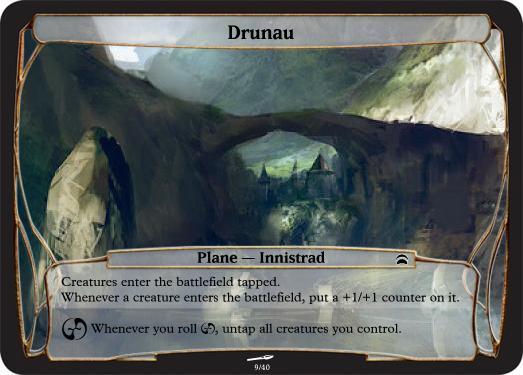 Drunau
Plane — Innistrad
Creatures enter the battlefield tapped.
Whenever a creature enters the battlefield, put a +1/+1 counter on it.
Whenever you roll , untap all creatures you control.
9/40